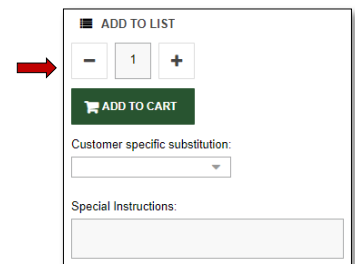 ADD TO LIST
− 1 +
ADD TO CART
Customer specific substitution:
Special Instructions: